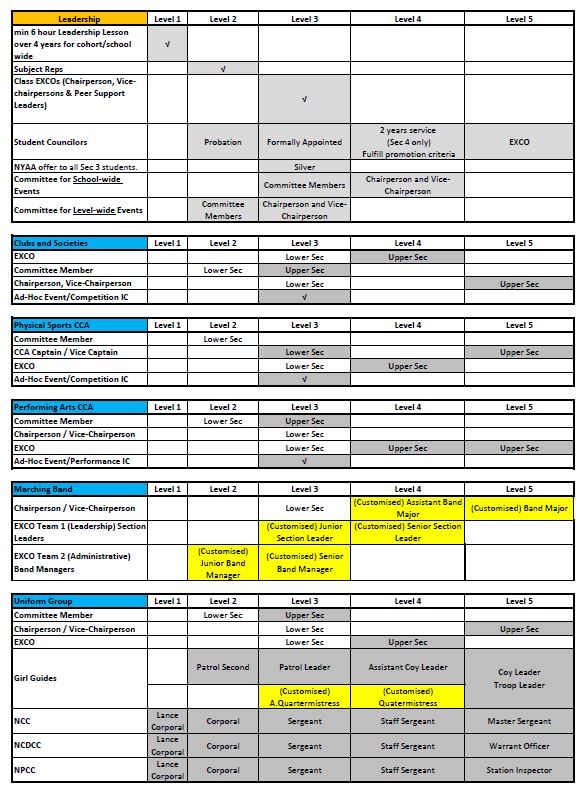 Leadership Level 1 Level 2 Level 3 Level 4 Level 5
min 6 hour Leadership Lesson
over 4 years for cohort/school
wide
√
Subject Reps √
Class EXCOs (Chairperson, Vice-
chairpersons & Peer Support
Leaders)
√
Student Councilors Probation Formally Appointed
2 years service
(Sec 4 only)
Fulfill promotion criteria
EXCO
NYAA offer to all Sec 3 students. Silver
Committee for School-wide
Events
Committee Members
Chairperson and Vice-
Chairperson
Committee for Level-wide Events
Committee
Members
Chairperson and Vice-
Chairperson
Clubs and Societies Level 1 Level 2 Level 3 Level 4 Level 5
EXCO Lower Sec Upper Sec
Committee Member Lower Sec Upper Sec
Chairperson, Vice-Chairperson Lower Sec Upper Sec
Ad-Hoc Event/Competition IC √
Physical Sports CCA Level 1 Level 2 Level 3 Level 4 Level 5
Committee Member Lower Sec
CCA Captain / Vice Captain Lower Sec Upper Sec
EXCO Lower Sec Upper Sec
Ad-Hoc Event/Competition IC √
Performing Arts CCA Level 1 Level 2 Level 3 Level 4 Level 5
Committee Member Lower Sec Upper Sec
Chairperson / Vice-Chairperson Lower Sec
EXCO Lower Sec Upper Sec Upper Sec
Ad-Hoc Event/Performance IC √
Marching Band Level 1 Level 2 Level 3 Level 4 Level 5
Chairperson / Vice-Chairperson Lower Sec
(Customised) Assistant Band
Major
(Customised) Band Major
EXCO Team 1 (Leadership) Section
Leaders
(Customised) Junior
Section Leader
(Customised) Senior Section
Leader
EXCO Team 2 (Administrative)
Band Managers
(Customised)
Junior Band
Manager
(Customised) Senior
Band Manager
Uniform Group Level 1 Level 2 Level 3 Level 4 Level 5
Committee Member Lower Sec Upper Sec
Chairperson / Vice-Chairperson Lower Sec Upper Sec
EXCO Lower Sec Upper Sec
Girl Guides
Patrol Second Patrol Leader Assistant Coy Leader
Coy Leader
Troop Leader
(Customised)
A.Quartermistress
(Customised)
Quatermistress
NCC
Lance
Corporal
Corporal Sergeant Staff Sergeant Master Sergeant
NCDCC
Lance
Corporal
Corporal Sergeant Staff Sergeant Warrant Officer
NPCC
Lance
Corporal
Corporal Sergeant Staff Sergeant Station Inspector